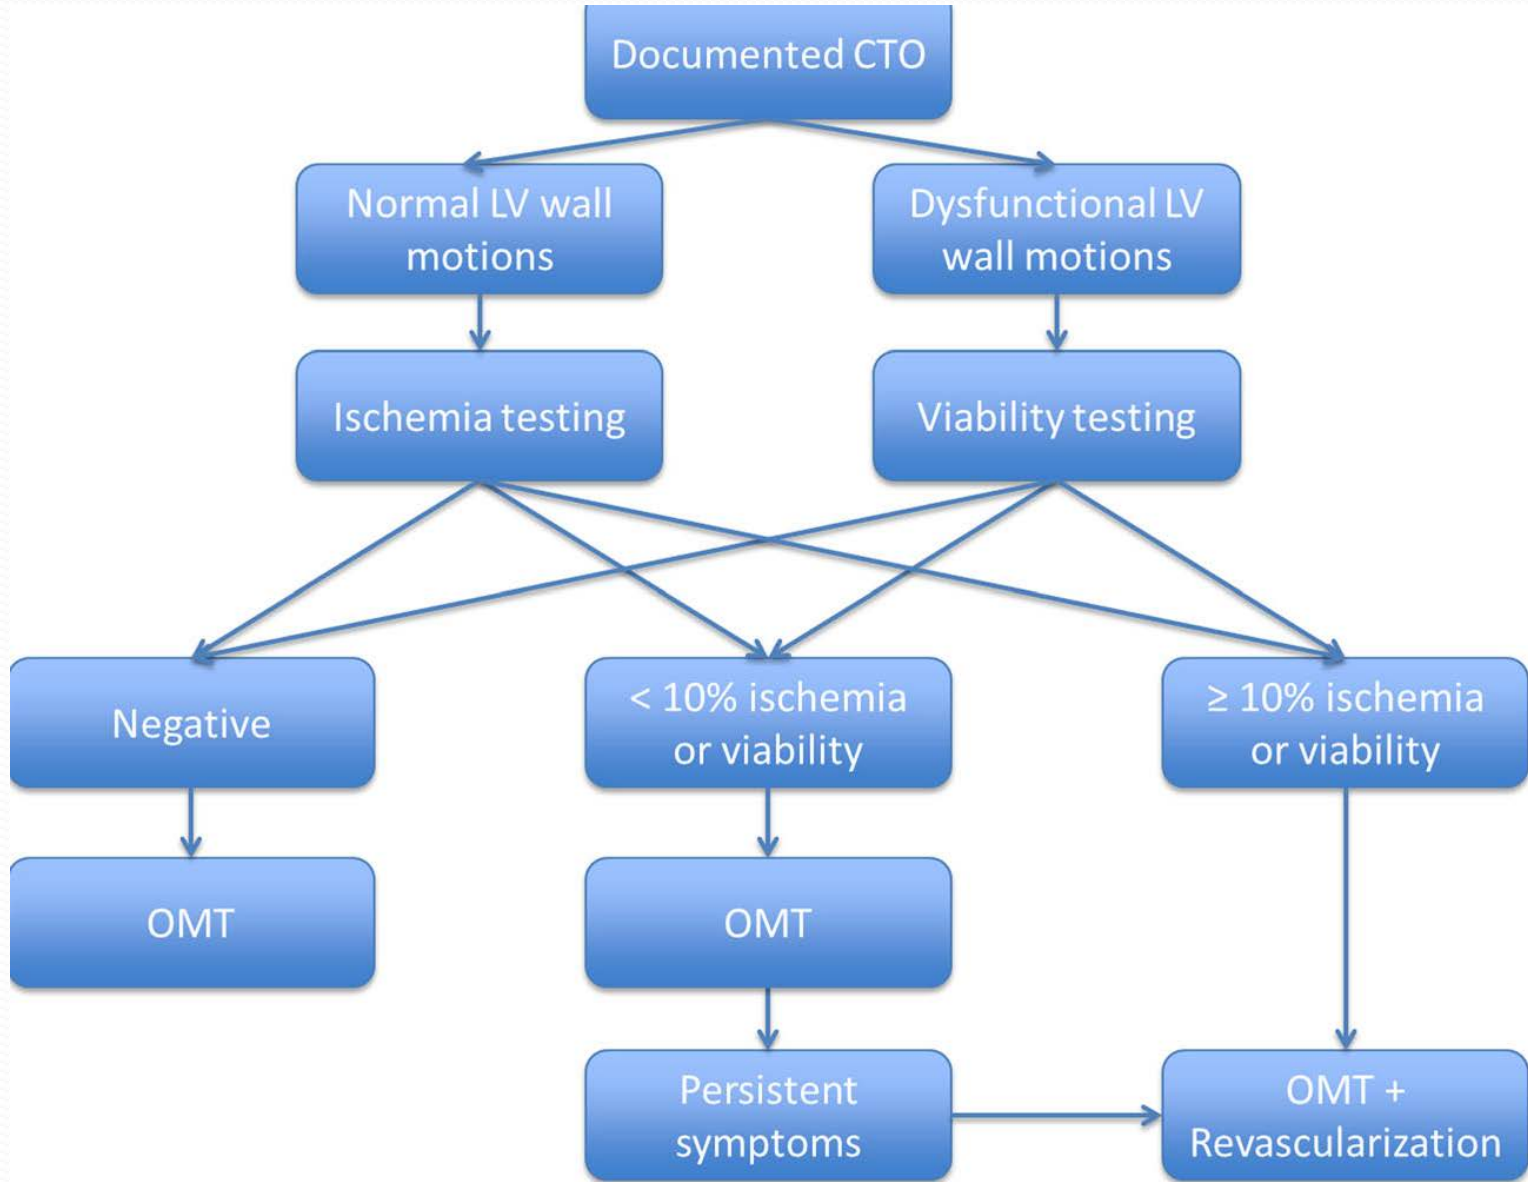 Documented CTO
Normal LV wall
motions
Dysfunctional LV
wall motions
Ischemia testing
Viability testing
Negative
< 10% ischemia
or viability
≥ 10% ischemia
or viability
OMT
OMT
Persistent
symptoms
OMT +
Revascularization